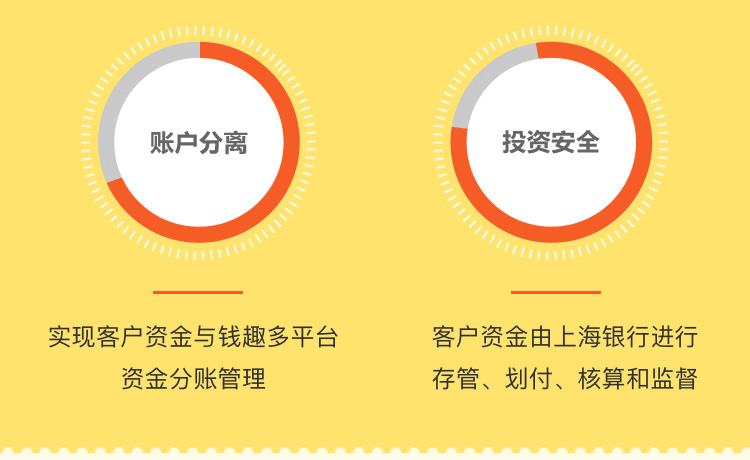 账户分离
投资安全
实现客户资金与钱趣多平台
资金分账管理
客户资金由上海银行进行
存管、划付、核算和监督